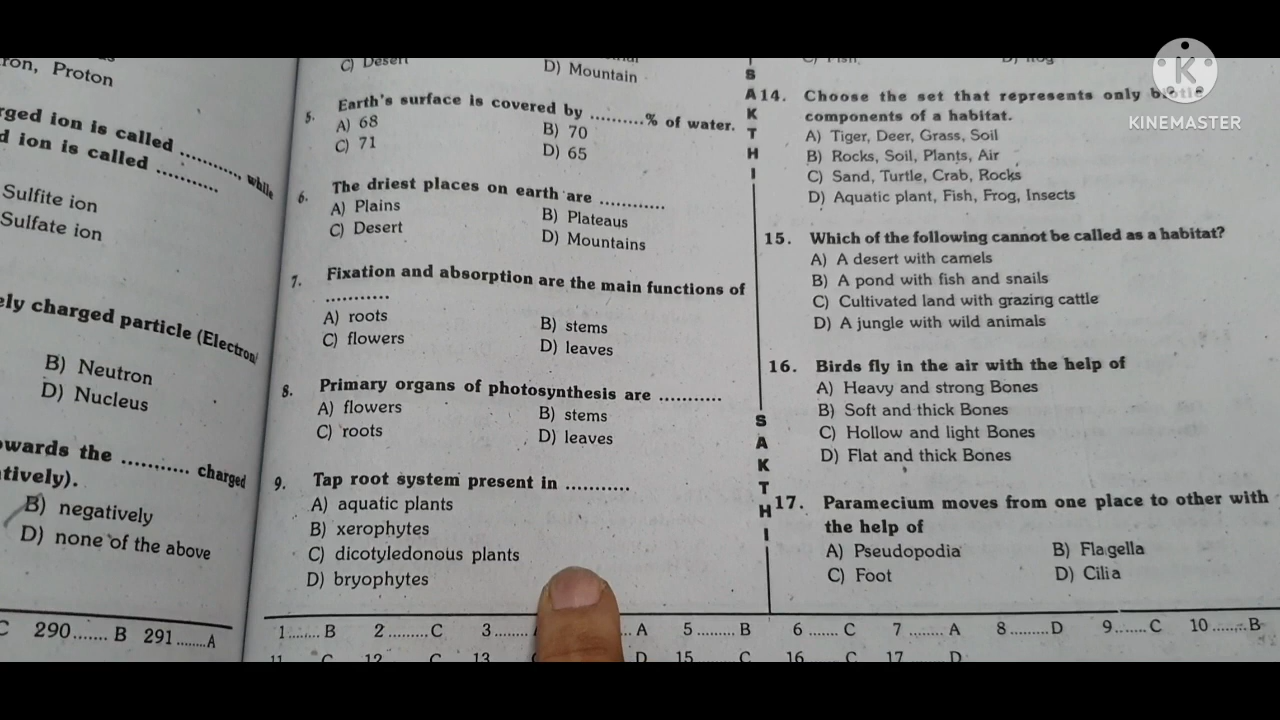 ron, Proton
rged ion is called .........., while
d ion is called ..........
Sulfite ion
Sulfate ion
ely charged particle (Electron/
B) Neutron
D) Nucleus
owards the ........... charged
tively).
B) negatively
D) none of the above
C 290....... B 291........A
C) Desert
D) Mountain
5. Earth's surface is covered by ..........% of water.
A) 68
B) 70
C) 71
D) 65
6. The driest places on earth are ............
A) Plains
B) Plateaus
C) Desert
D) Mountains
7. Fixation and absorption are the main functions of
............
A) roots
B) stems
C) flowers
D) leaves
8. Primary organs of photosynthesis are ...........
A) flowers
B) stems
C) roots
D) leaves
9. Tap root system present in ...........
A) aquatic plants
B) xerophytes
C) dicotyledonous plants
D) bryophytes
S
A
K
T
H
I
S
A
K
T
H
I
14. Choose the set that represents only biotic
components of a habitat.
A) Tiger, Deer, Grass, Soil
B) Rocks, Soil, Plants, Air
C) Sand, Turtle, Crab, Rocks
D) Aquatic plant, Fish, Frog, Insects
15. Which of the following cannot be called as a habitat?
A) A desert with camels
B) A pond with fish and snails
C) Cultivated land with grazing cattle
D) A jungle with wild animals
16. Birds fly in the air with the help of
A) Heavy and strong Bones
B) Soft and thick Bones
C) Hollow and light Bones
D) Flat and thick Bones
17. Paramecium moves from one place to other with
the help of
A) Pseudopodia
B) Flagella
C) Foot
D) Cilia
1........ B 2.........C 3........ ..A 5......... B 6....... C 7 ........ A 8.........D 9.......C 10........B
11 C 12 C 13 D 15 C 16 C 17 D
K
KINEMASTER